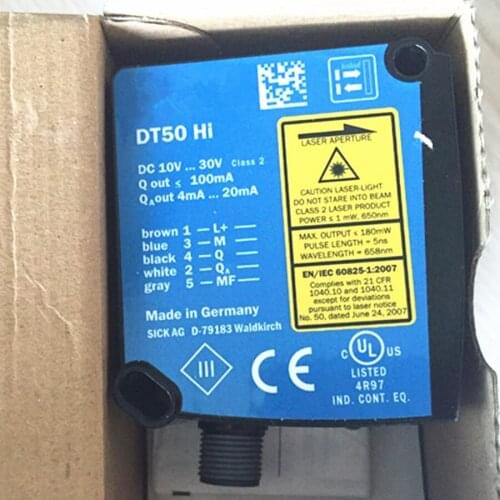 DT50 Hi
DC 10V ... 30V Class 2
Q out ≤ 100mA
QA out 4mA ... 20mA
brown 1 — L+
blue 3 — M
black 4 — Q
white 2 — QA
gray 5 — MF
Made in Germany
SICK AG D-79183 Waldkirch
III
CE
LASER APERTURE
CAUTION LASER-LIGHT
DO NOT STARE INTO BEAM
CLASS 2 LASER PRODUCT
POWER ≤ 1 mW, 650nm
MAX. OUTPUT ≤ 180mW
PULSE LENGTH = 5ns
WAVELENGTH = 658nm
EN/IEC 60825-1:2007
Complies with 21 CFR
1040.10 and 1040.11
except for deviations
pursuant to laser notice
No. 50, dated June 24, 2007
c UL US
LISTED
4R97
IND. CONT. EQ.